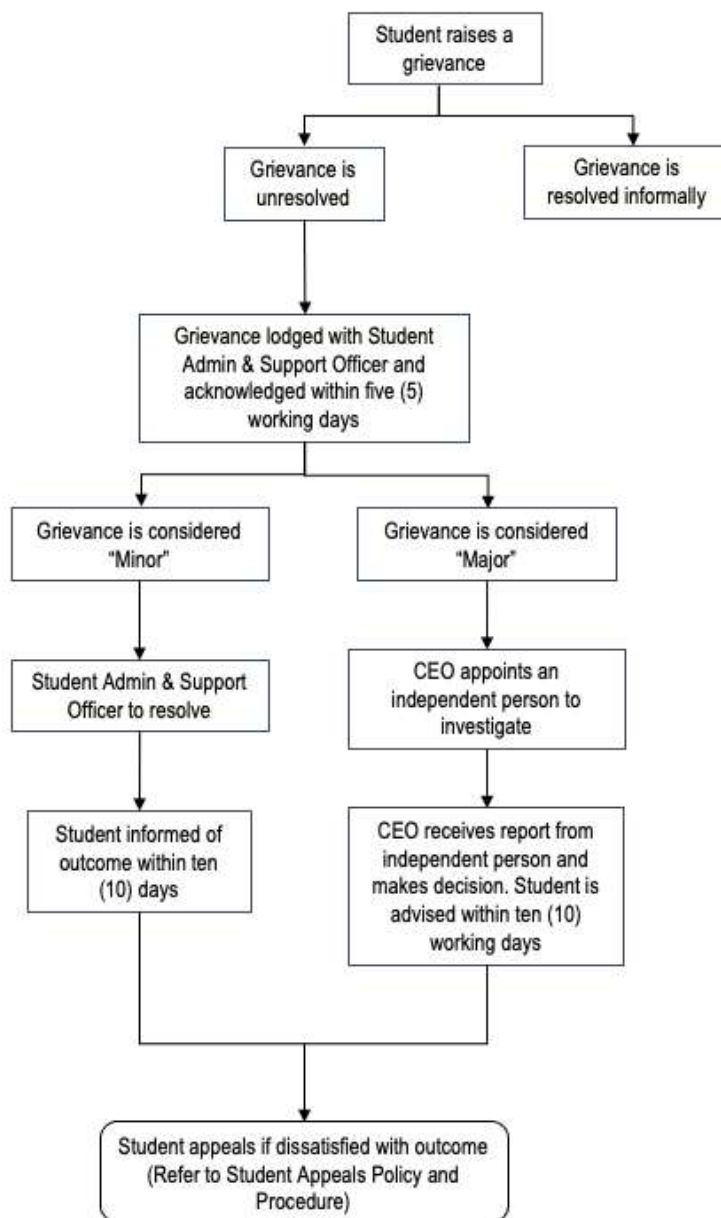 Student raises a
grievance
Grievance is
unresolved
Grievance is
resolved informally
Grievance lodged with Student
Admin & Support Officer and
acknowledged within five (5)
working days
Grievance is considered
“Minor”
Grievance is considered
“Major”
Student Admin & Support
Officer to resolve
CEO appoints an
independent person to
investigate
Student informed of
outcome within ten
(10) days
CEO receives report from
independent person and
makes decision. Student is
advised within ten (10)
working days
Student appeals if dissatisfied with outcome
(Refer to Student Appeals Policy and
Procedure)